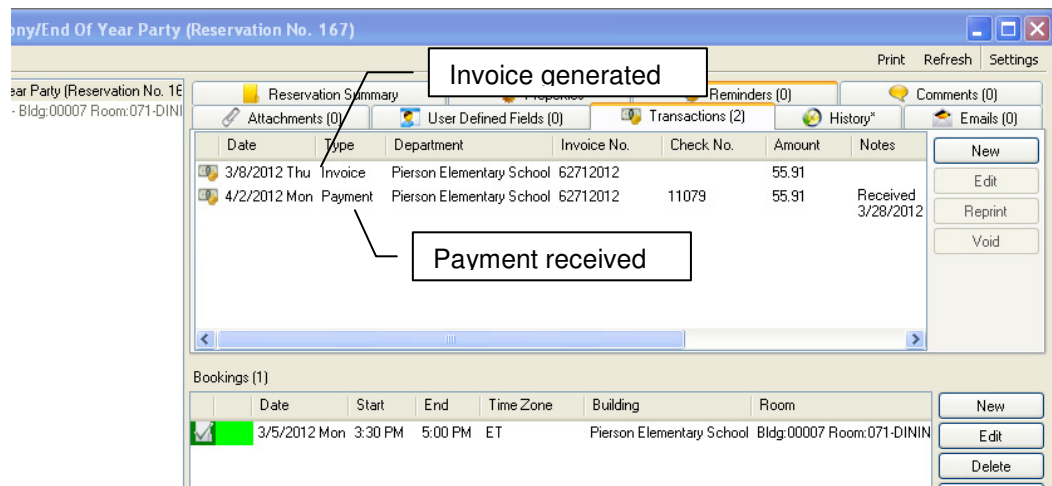 ony/End Of Year Party (Reservation No. 167)
Invoice generated
Print Refresh Settings
ear Party (Reservation No. 16
- Bldg:00007 Room:071-DINI
Reservation Summary Properties Reminders (0) Comments (0)
Attachments (0) User Defined Fields (0) Transactions (2) History* Emails (0)
Date Type Department Invoice No. Check No. Amount Notes
New
3/8/2012 Thu Invoice Pierson Elementary School 62712012 55.91
Edit
4/2/2012 Mon Payment Pierson Elementary School 62712012 11079 55.91 Received
3/28/2012
Reprint
Void
Payment received
Bookings (1)
Date Start End Time Zone Building Room
New
3/5/2012 Mon 3:30 PM 5:00 PM ET Pierson Elementary School Bldg:00007 Room:071-DININ
Edit
Delete